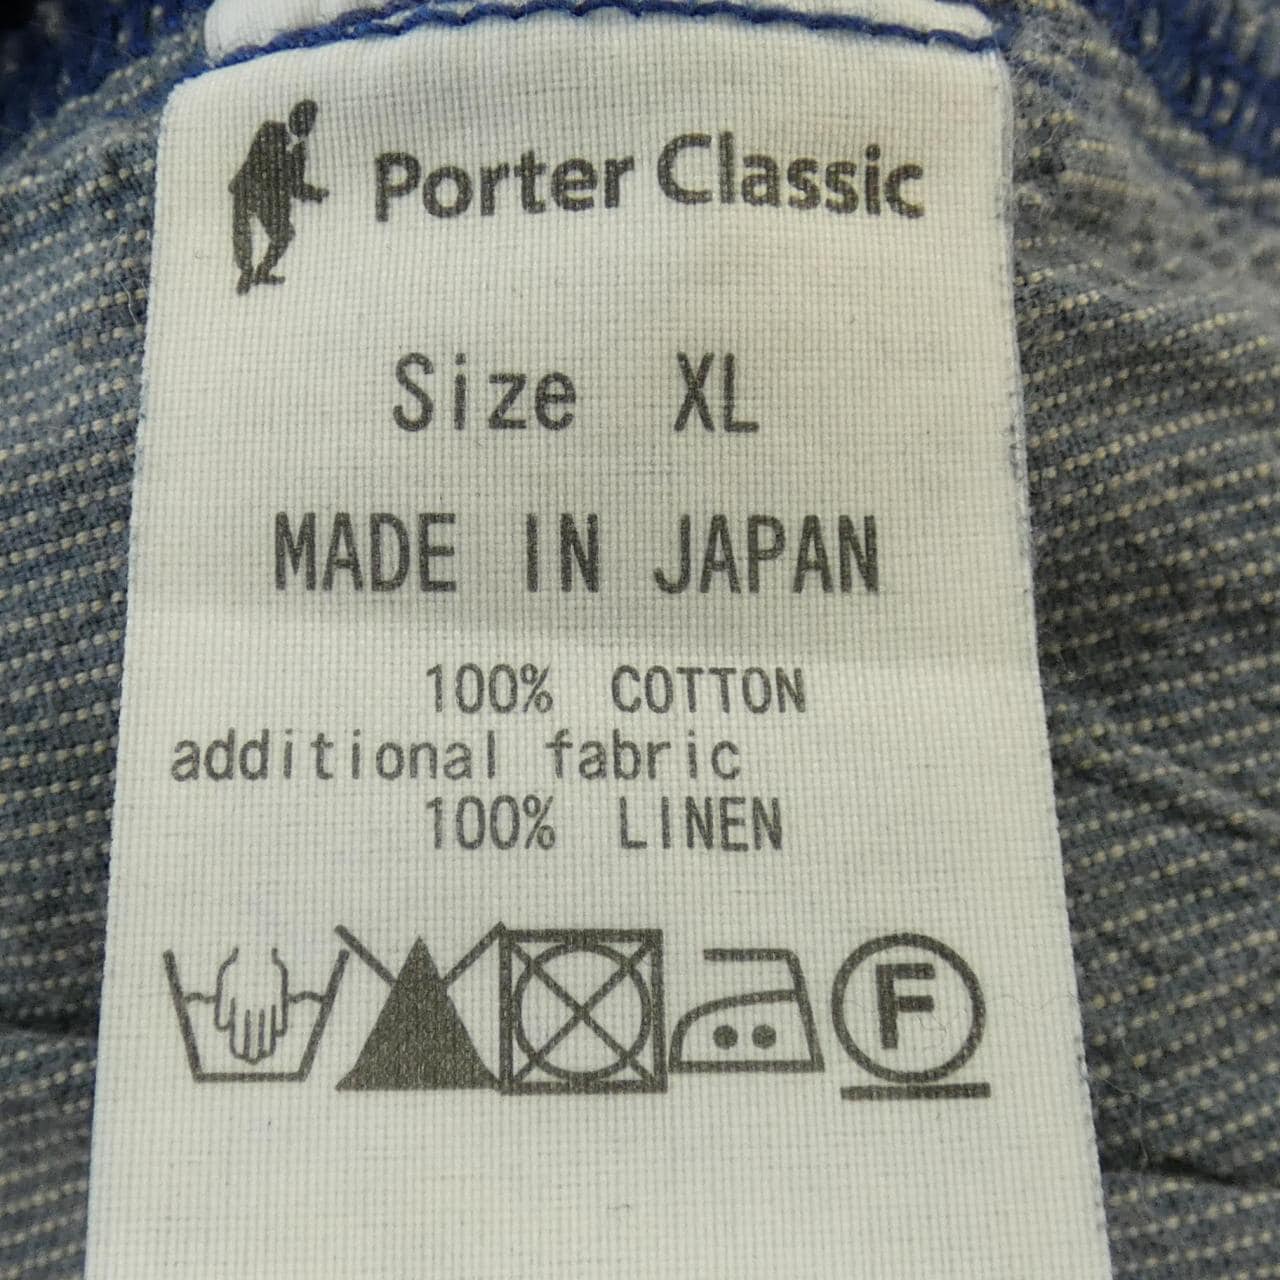 Porter Classic
Size XL
MADE IN JAPAN
100% COTTON
additional fabric
100% LINEN
F